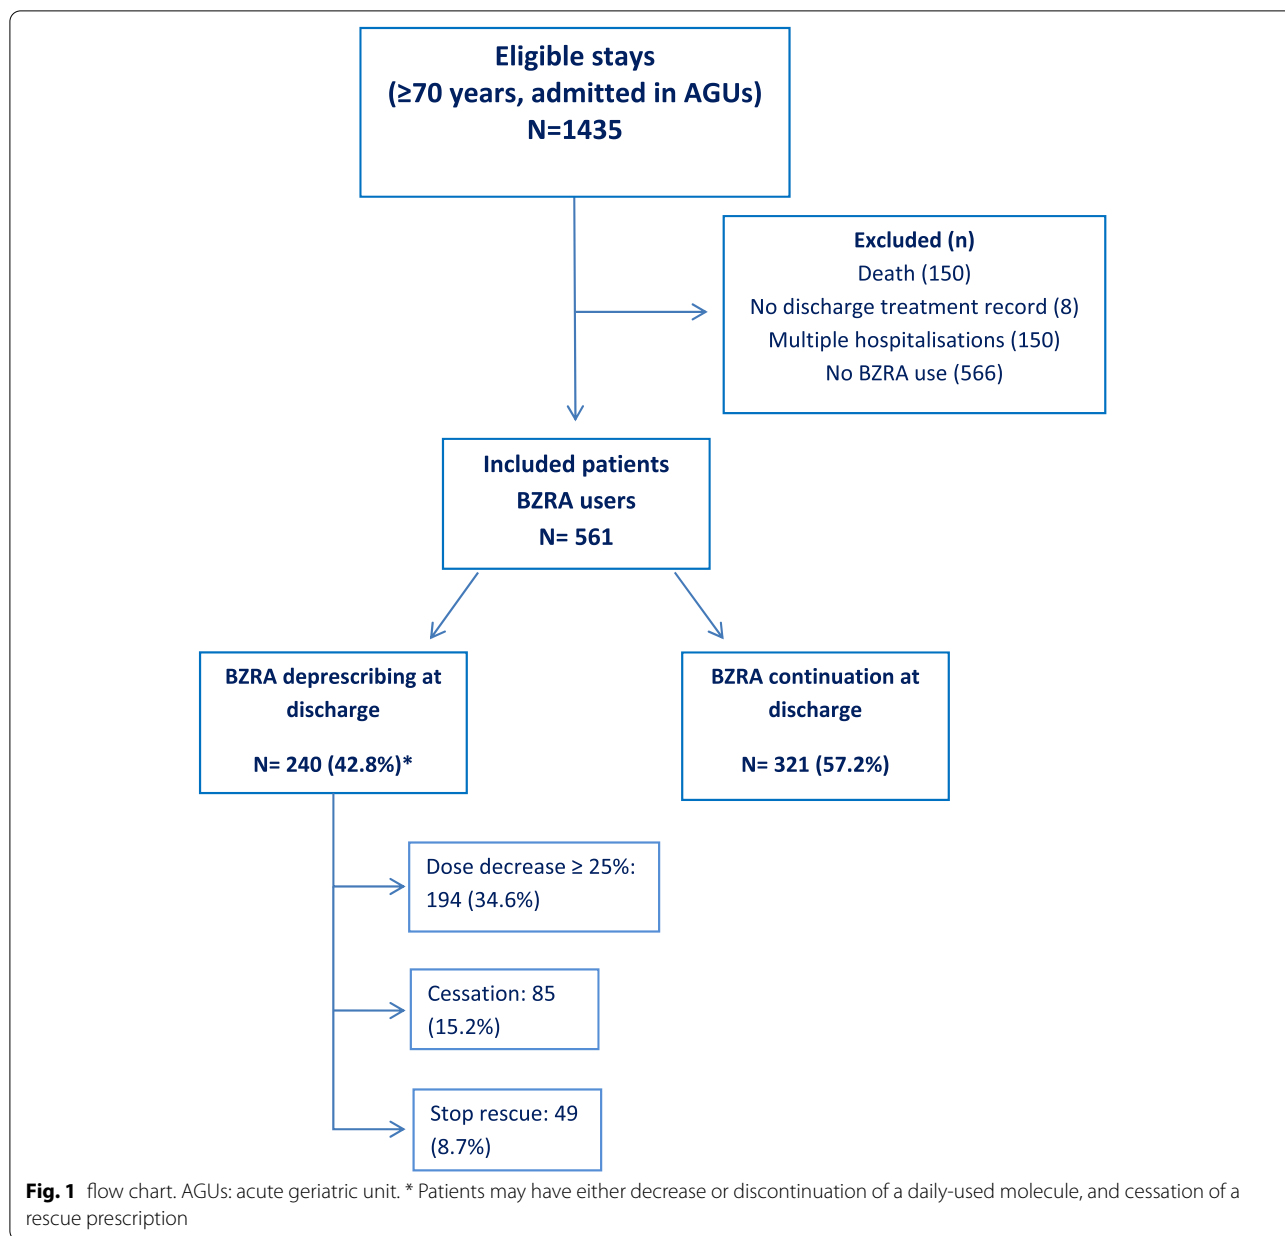 Eligible stays
(≥70 years, admitted in AGUs)
N=1435
Excluded (n)
Death (150)
No discharge treatment record (8)
Multiple hospitalisations (150)
No BZRA use (566)
Included patients
BZRA users
N= 561
BZRA deprescribing at
discharge
N= 240 (42.8%)*
BZRA continuation at
discharge
N= 321 (57.2%)
Dose decrease ≥ 25%:
194 (34.6%)
Cessation: 85
(15.2%)
Stop rescue: 49
(8.7%)
Fig. 1 flow chart. AGUs: acute geriatric unit. * Patients may have either decrease or discontinuation of a daily-used molecule, and cessation of a
rescue prescription